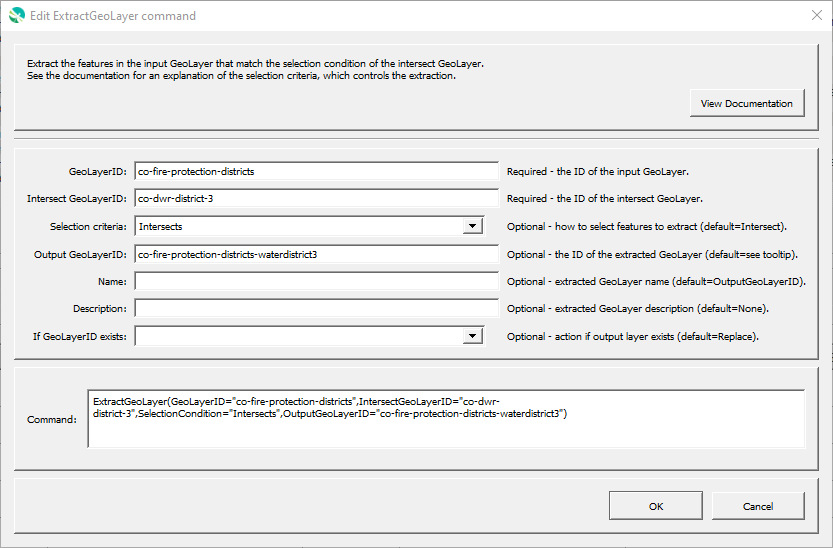 Edit ExtractGeoLayer command
Extract the features in the input GeoLayer that match the selection condition of the intersect GeoLayer.
See the documentation for an explanation of the selection criteria, which controls the extraction.
View Documentation
GeoLayerID: co-fire-protection-districts Required - the ID of the input GeoLayer.
Intersect GeoLayerID: co-dwr-district-3 Required - the ID of the intersect GeoLayer.
Selection criteria: Intersects Optional - how to select features to extract (default=Intersect).
Output GeoLayerID: co-fire-protection-districts-waterdistrict3 Optional - the ID of the extracted GeoLayer (default=see tooltip).
Name: Optional - extracted GeoLayer name (default=OutputGeoLayerID).
Description: Optional - extracted GeoLayer description (default=None).
If GeoLayerID exists: Optional - action if output layer exists (default=Replace).
ExtractGeoLayer(GeoLayerID="co-fire-protection-districts",IntersectGeoLayerID="co-dwr-
district-3",SelectionCondition="Intersects",OutputGeoLayerID="co-fire-protection-districts-waterdistrict3")
Command:
OK Cancel